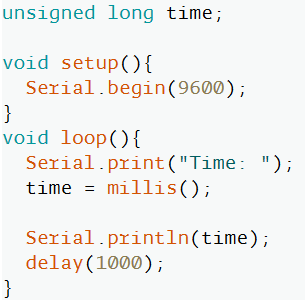 unsigned long time;

void setup(){
  Serial.begin(9600);
}
void loop(){
  Serial.print("Time: ");
  time = millis();

  Serial.println(time);
  delay(1000);
}